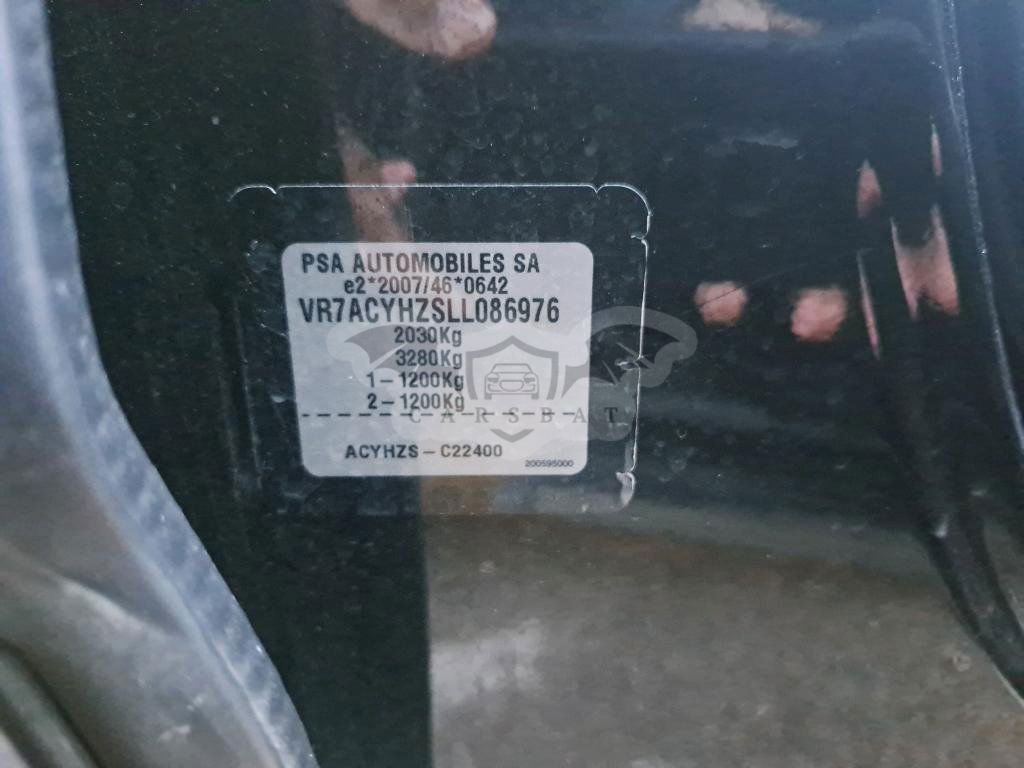 PSA AUTOMOBILES SA
e2*2007/46*0642
VR7ACYHZSLL086976
2030Kg
3280Kg
1-1200Kg
2-1200Kg
CARSBAT
ACYHZS-C22400
200595000